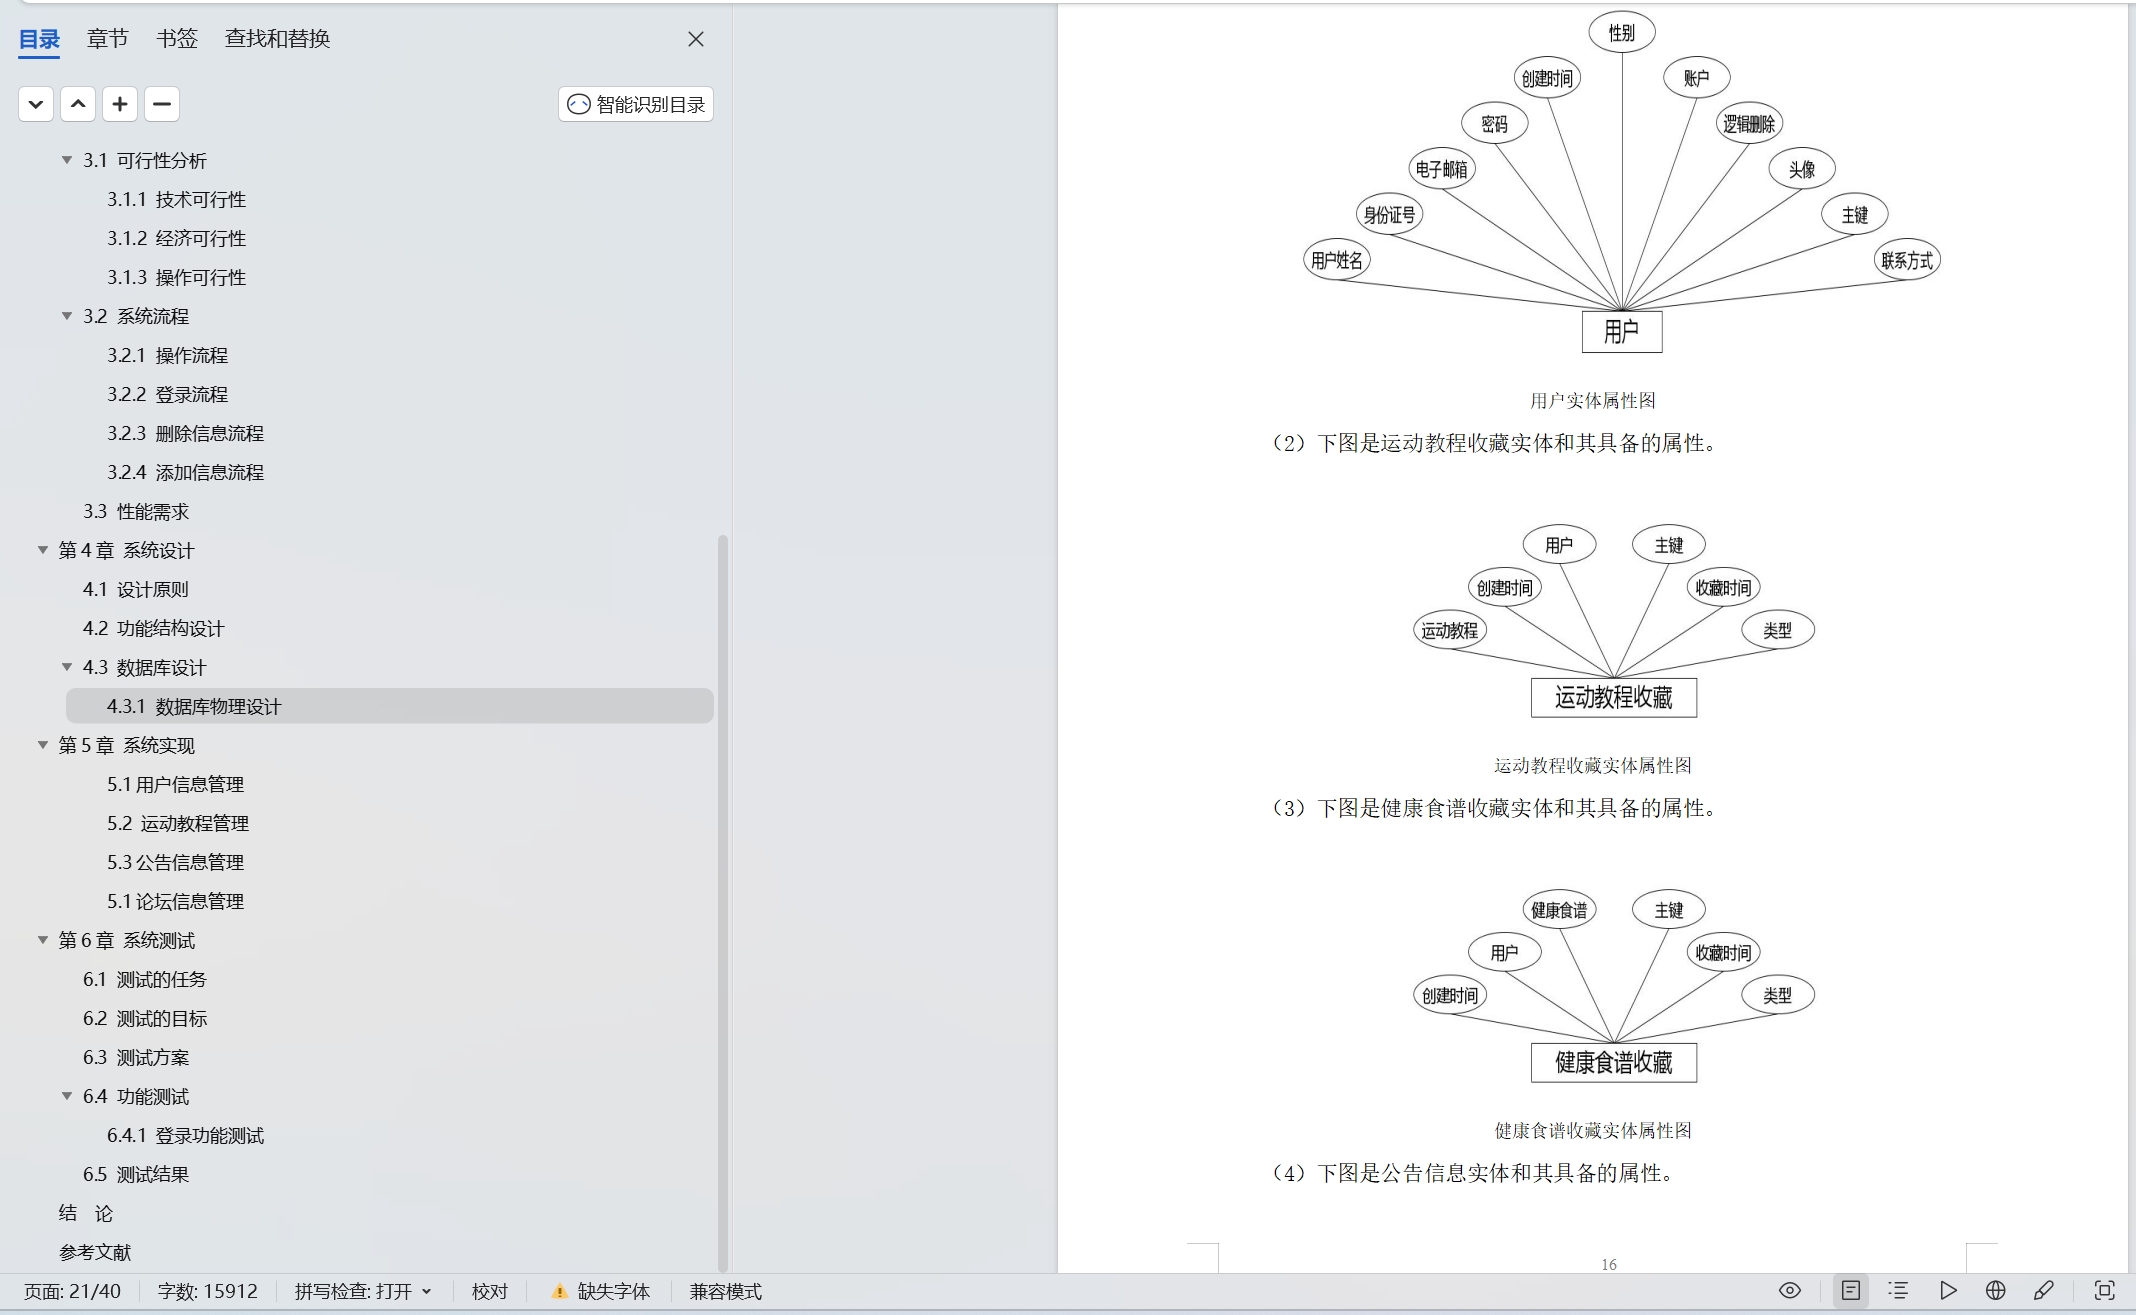 目录 章节 书签 查找和替换
智能识别目录
3.1 可行性分析
3.1.1 技术可行性
3.1.2 经济可行性
3.1.3 操作可行性
3.2 系统流程
3.2.1 操作流程
3.2.2 登录流程
3.2.3 删除信息流程
3.2.4 添加信息流程
3.3 性能需求
第 4 章 系统设计
4.1 设计原则
4.2 功能结构设计
4.3 数据库设计
4.3.1 数据库物理设计
第 5 章 系统实现
5.1 用户信息管理
5.2 运动教程管理
5.3 公告信息管理
5.1 论坛信息管理
第 6 章 系统测试
6.1 测试的任务
6.2 测试的目标
6.3 测试方案
6.4 功能测试
6.4.1 登录功能测试
6.5 测试结果
结 论
参考文献
性别
创建时间 账户
密码 逻辑删除
电子邮箱 头像
身份证号 主键
用户姓名 联系方式
用户
用户实体属性图
（2）下图是运动教程收藏实体和其具备的属性。
用户 主键
创建时间 收藏时间
运动教程 类型
运动教程收藏
运动教程收藏实体属性图
（3）下图是健康食谱收藏实体和其具备的属性。
健康食谱 主键
用户 收藏时间
创建时间 类型
健康食谱收藏
健康食谱收藏实体属性图
（4）下图是公告信息实体和其具备的属性。
16
页面: 21/40 字数: 15912 拼写检查: 打开 校对 缺失字体 兼容模式